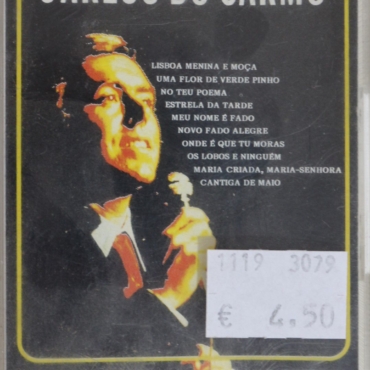 CARLOS DO CARMO
LISBOA MENINA E MOÇA
UMA FLOR DE VERDE PINHO
NO TEU POEMA
ESTRELA DA TARDE
MEU NOME É FADO
NOVO FADO ALEGRE
ONDE É QUE TU MORAS
OS LOBOS E NINGUÉM
MARIA CRIADA, MARIA-SENHORA
CANTIGA DE MAIO
1119 3079
€ 4.50